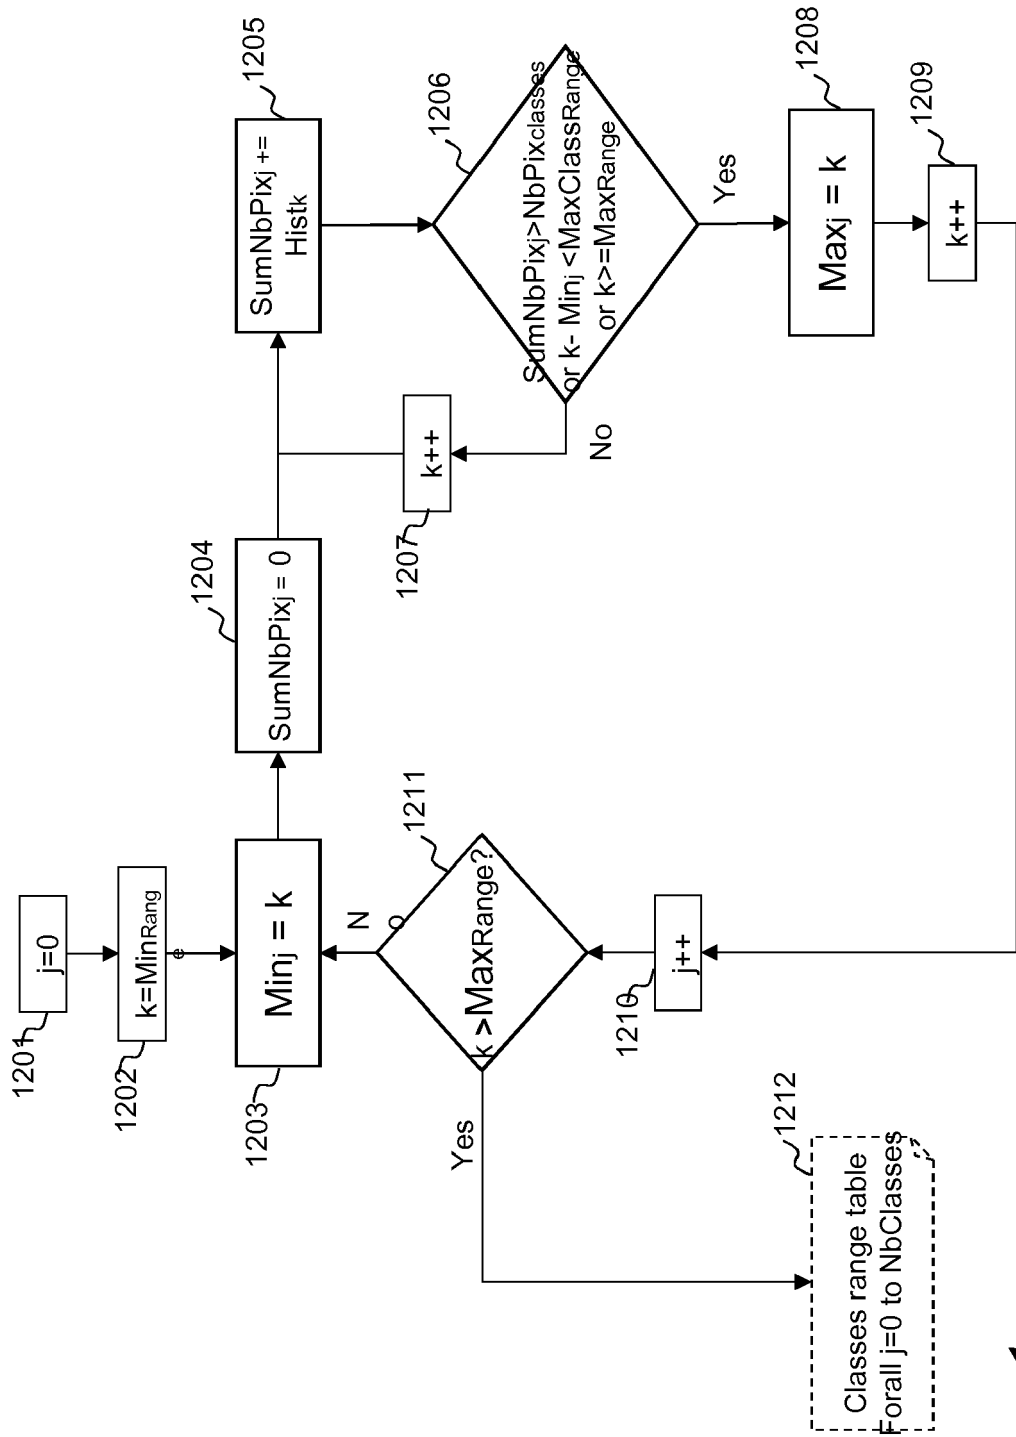 1201
j=0
1202
k=MinRang
e
1203
Minj = k
1204
SumNbPixj = 0
1205
SumNbPixj +=
Histk
1206
SumNbPixj>NbPixclasses
or k- Minj <MaxClassRange
or k>=MaxRange
No
Yes
1207
k++
1208
Maxj = k
1209
k++
1210
j++
1211
k >MaxRange?
N
o
Yes
1212
Classes range table
Forall j=0 to NbClasses